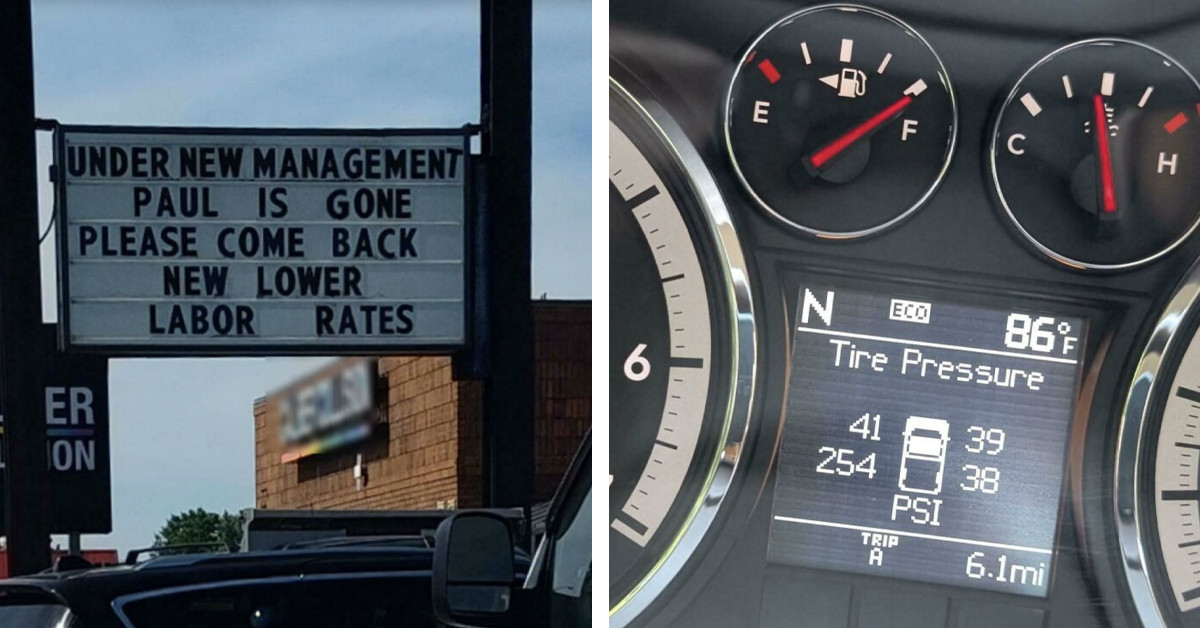 UNDER NEW MANAGEMENT
PAUL IS GONE
PLEASE COME BACK
NEW LOWER
LABOR RATES
ER
ION
E
F
C
H
6
N ECO 86°F
Tire Pressure
41 39
254 38
PSI
TRIP A 6.1mi